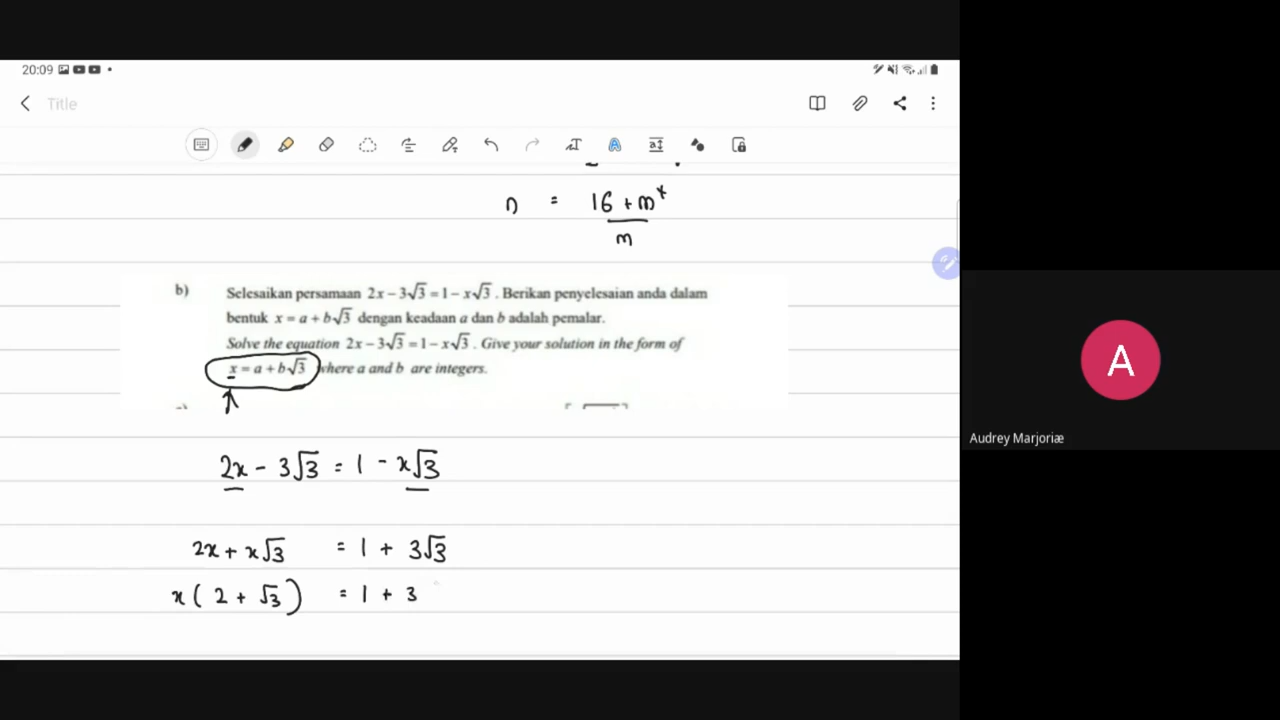 20:09
Title
n = 16 + m^x
m
b) Selesaikan persamaan 2x − 3√3 = 1 − x√3 . Berikan penyelesaian anda dalam
bentuk x = a + b√3 dengan keadaan a dan b adalah pemalar.
Solve the equation 2x − 3√3 = 1 − x√3 . Give your solution in the form of
x = a + b√3 where a and b are integers.
2x − 3√3 = 1 − x√3
2x + x√3 = 1 + 3√3
x ( 2 + √3 ) = 1 + 3
A
Audrey Marjoriæ